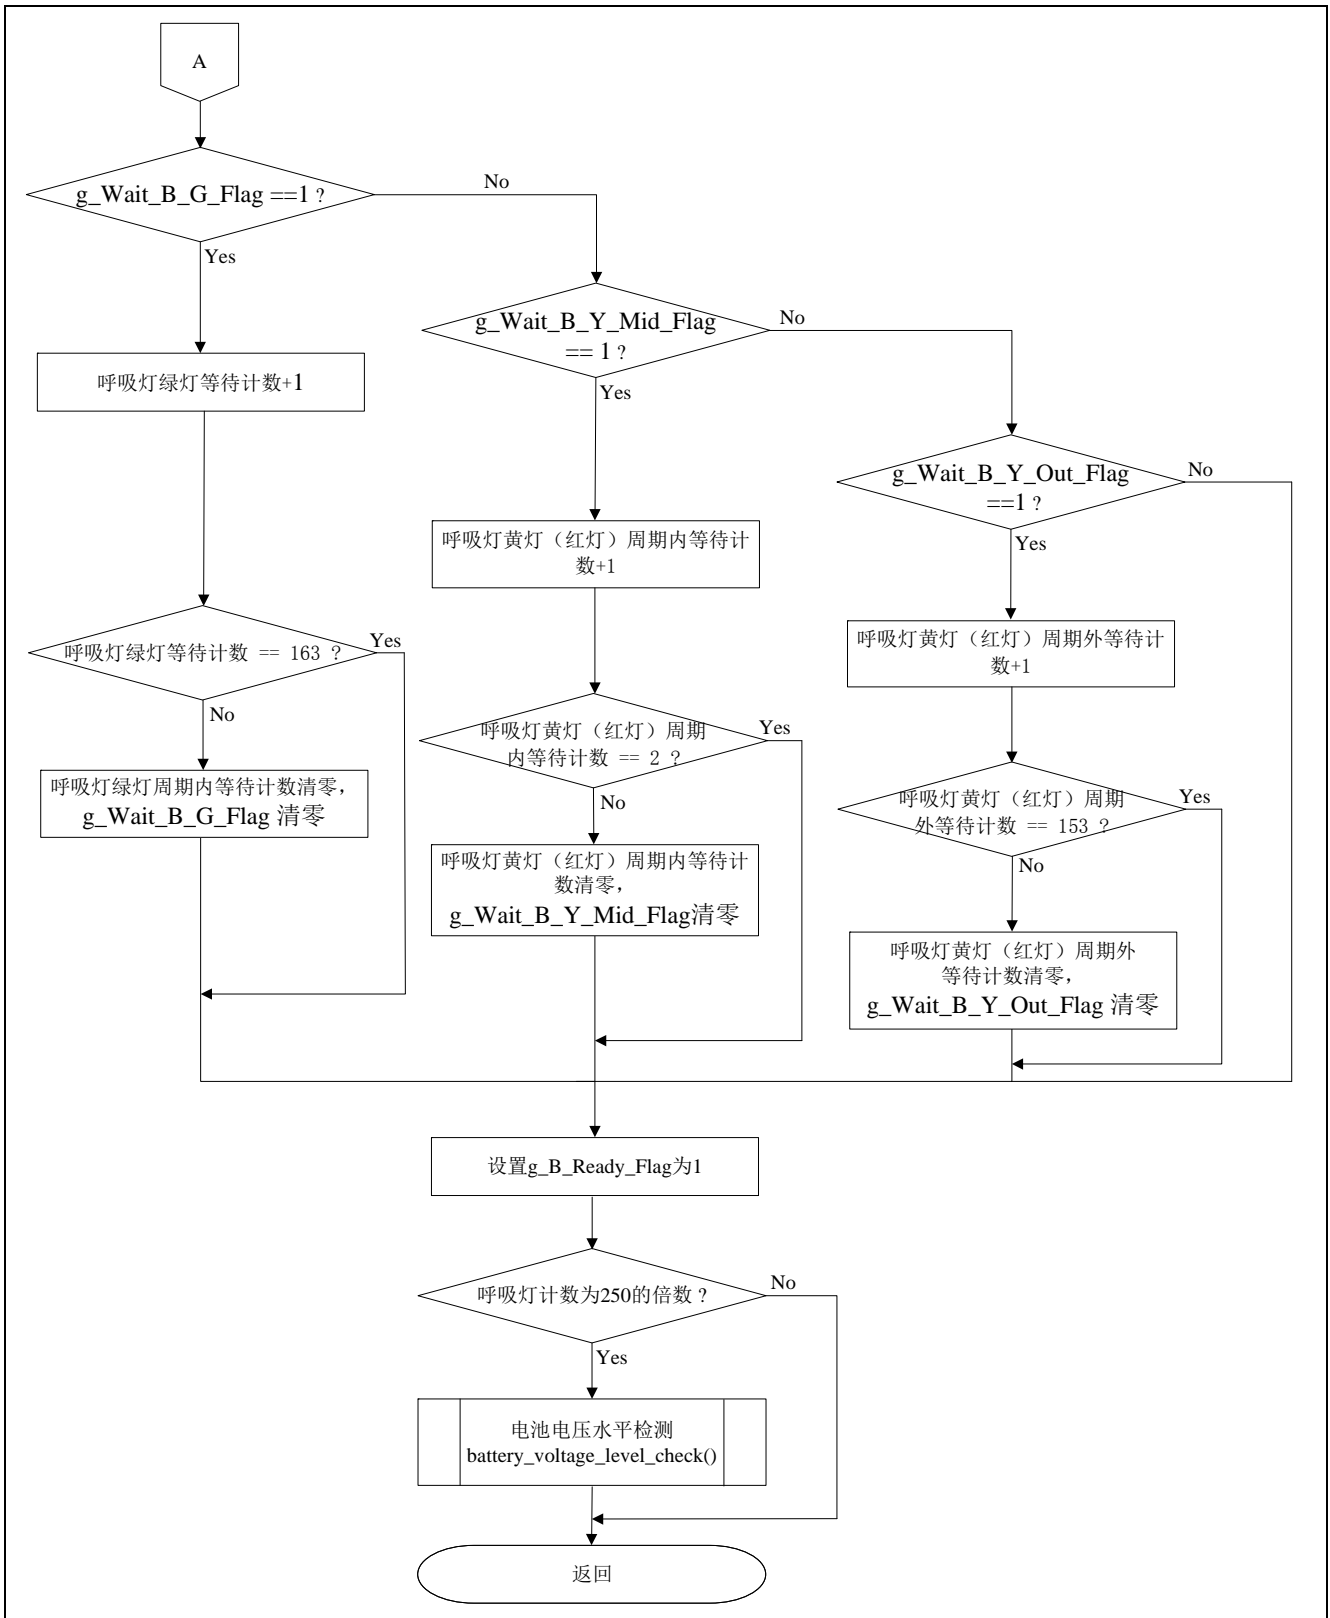 A
g_Wait_B_G_Flag ==1 ?
No
Yes
g_Wait_B_Y_Mid_Flag
== 1 ?
No
Yes
呼吸灯绿灯等待计数+1
g_Wait_B_Y_Out_Flag
==1 ?
No
Yes
呼吸灯黄灯（红灯）周期内等待计
数+1
呼吸灯黄灯（红灯）周期外等待计
数+1
呼吸灯绿灯等待计数 == 163 ?
Yes
No
呼吸灯黄灯（红灯）周期
内等待计数 == 2 ?
Yes
No
呼吸灯绿灯周期内等待计数清零，
g_Wait_B_G_Flag 清零
呼吸灯黄灯（红灯）周期
外等待计数 == 153 ?
Yes
No
呼吸灯黄灯（红灯）周期内等待计
数清零，
g_Wait_B_Y_Mid_Flag清零
呼吸灯黄灯（红灯）周期外
等待计数清零，
g_Wait_B_Y_Out_Flag 清零
设置g_B_Ready_Flag为1
呼吸灯计数为250的倍数 ?
No
Yes
电池电压水平检测
battery_voltage_level_check()
返回